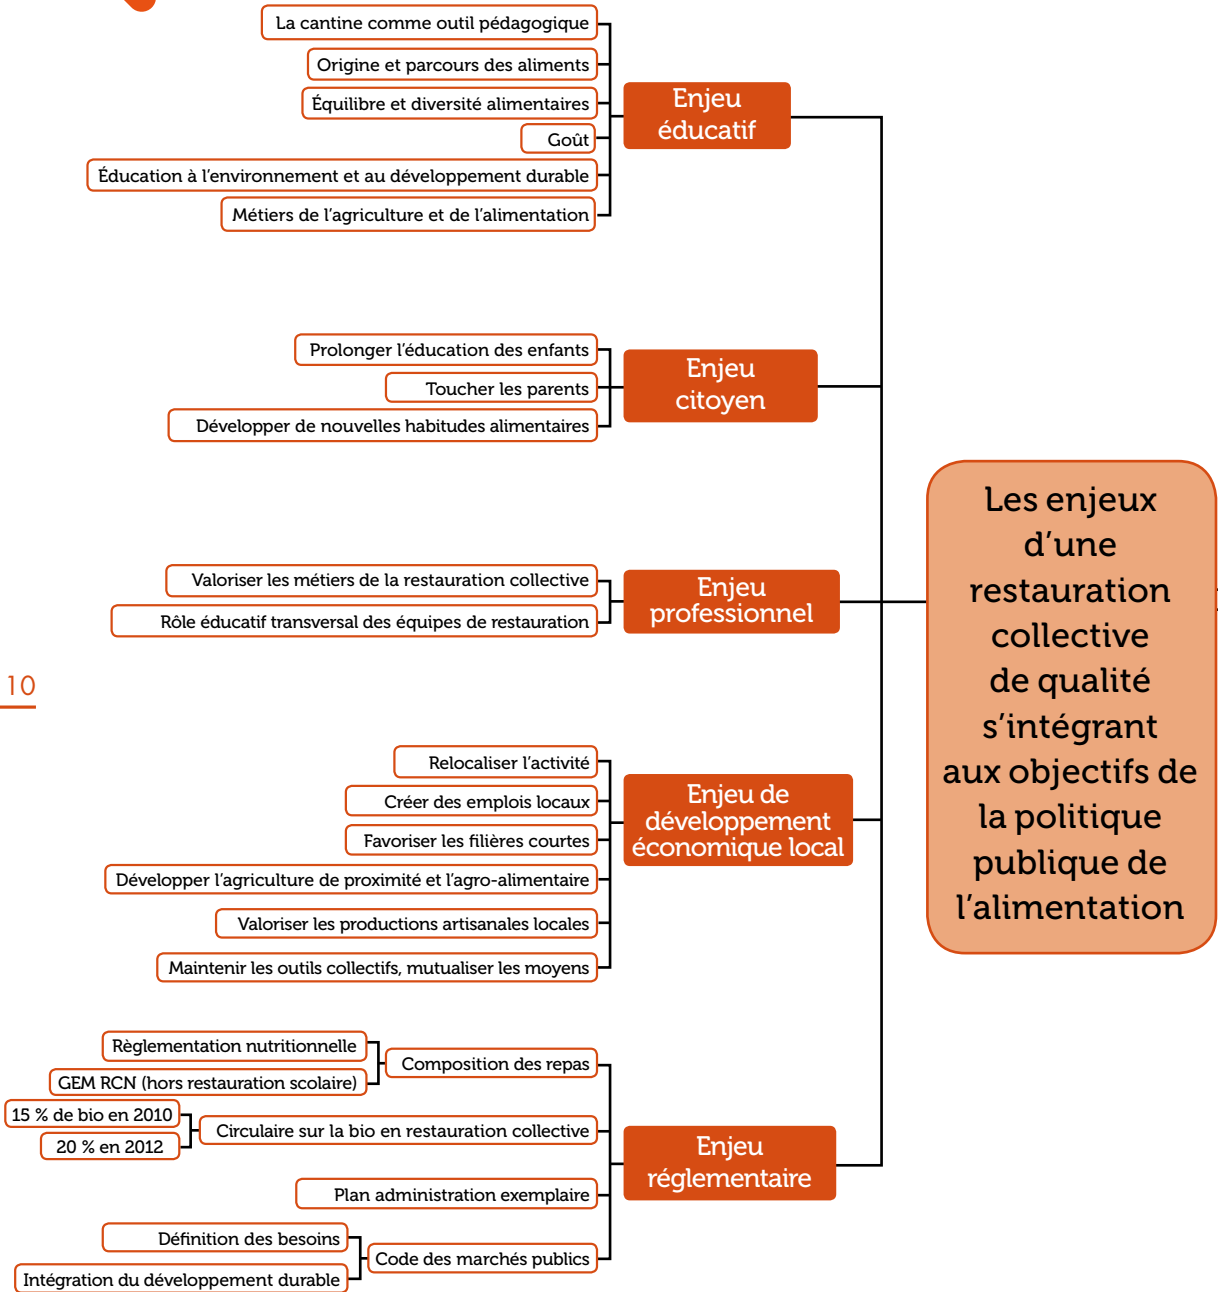 La cantine comme outil pédagogique
Origine et parcours des aliments
Équilibre et diversité alimentaires
Goût
Éducation à l'environnement et au développement durable
Métiers de l'agriculture et de l'alimentation
Enjeu
éducatif
Prolonger l'éducation des enfants
Toucher les parents
Développer de nouvelles habitudes alimentaires
Enjeu
citoyen
Valoriser les métiers de la restauration collective
Rôle éducatif transversal des équipes de restauration
Enjeu
professionnel
10
Relocaliser l'activité
Créer des emplois locaux
Favoriser les filières courtes
Développer l'agriculture de proximité et l'agro-alimentaire
Valoriser les productions artisanales locales
Maintenir les outils collectifs, mutualiser les moyens
Enjeu de
développement
économique local
Règlementation nutritionnelle
GEM RCN (hors restauration scolaire)
Composition des repas
15 % de bio en 2010
20 % en 2012
Circulaire sur la bio en restauration collective
Plan administration exemplaire
Définition des besoins
Intégration du développement durable
Code des marchés publics
Enjeu
réglementaire
Les enjeux
d'une
restauration
collective
de qualité
s'intégrant
aux objectifs de
la politique
publique de
l'alimentation